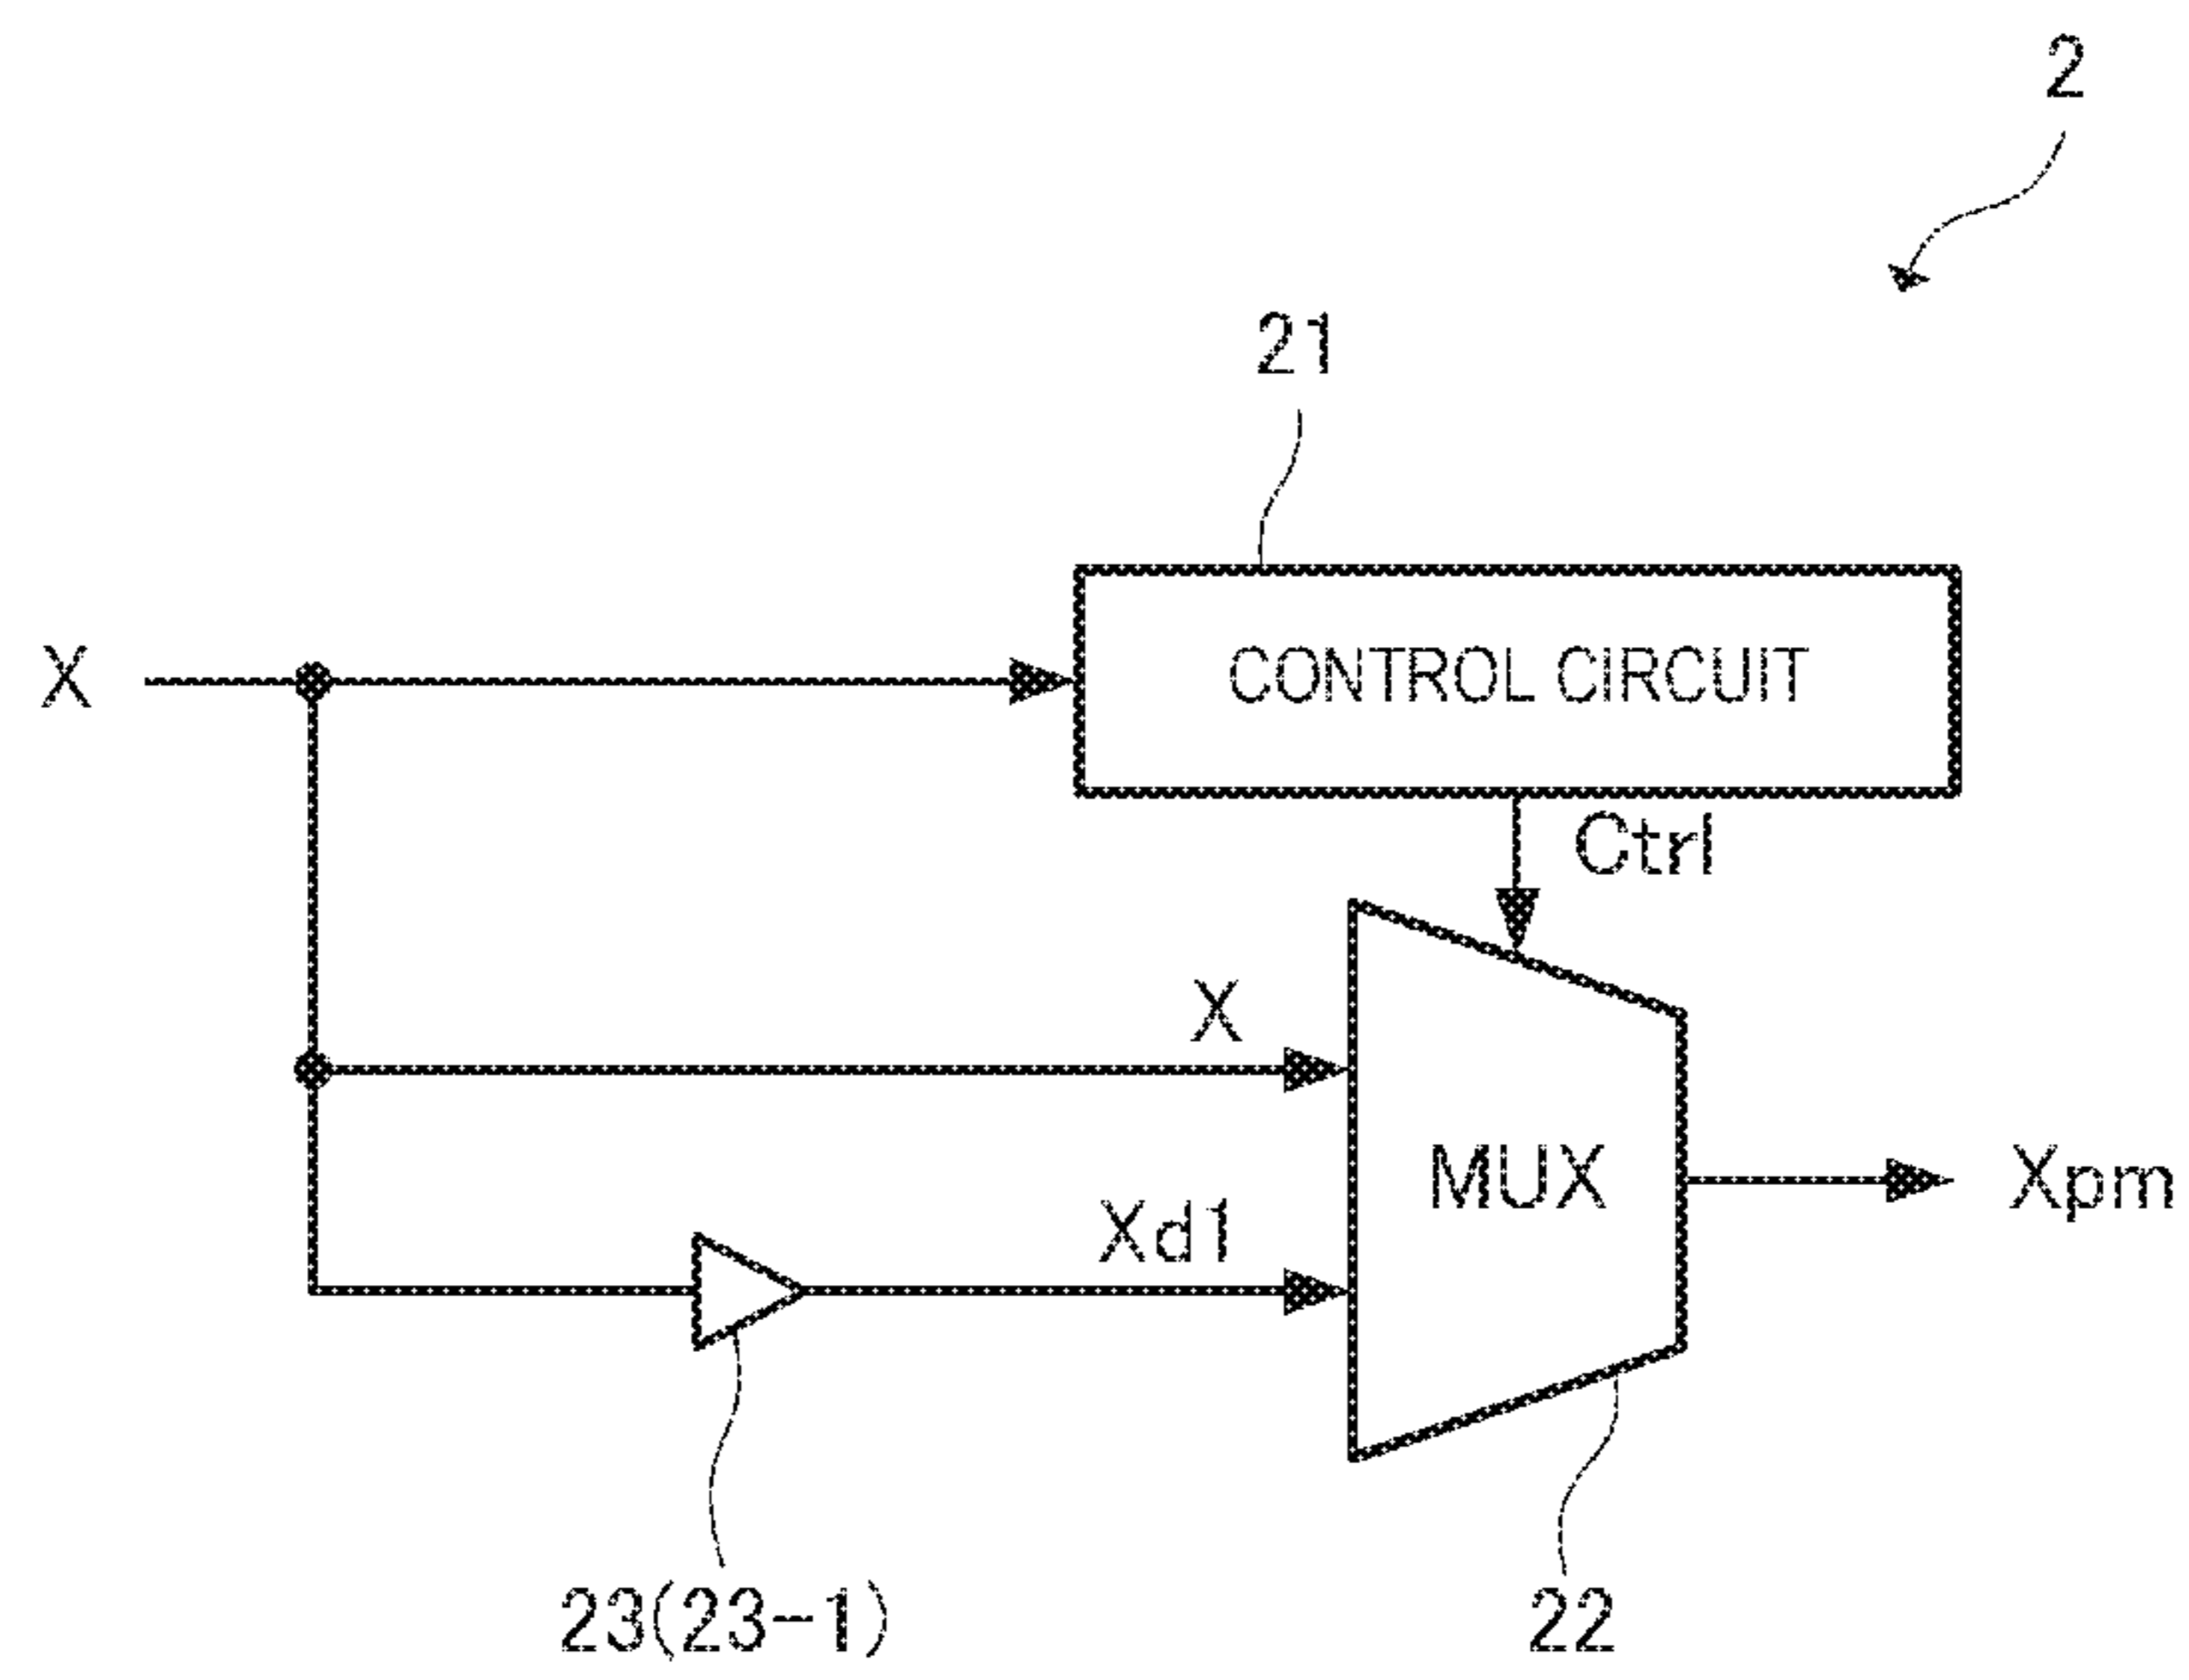 2
21
X
CONTROL CIRCUIT
Ctrl
X
MUX
Xpm
Xd1
23(23-1)
22